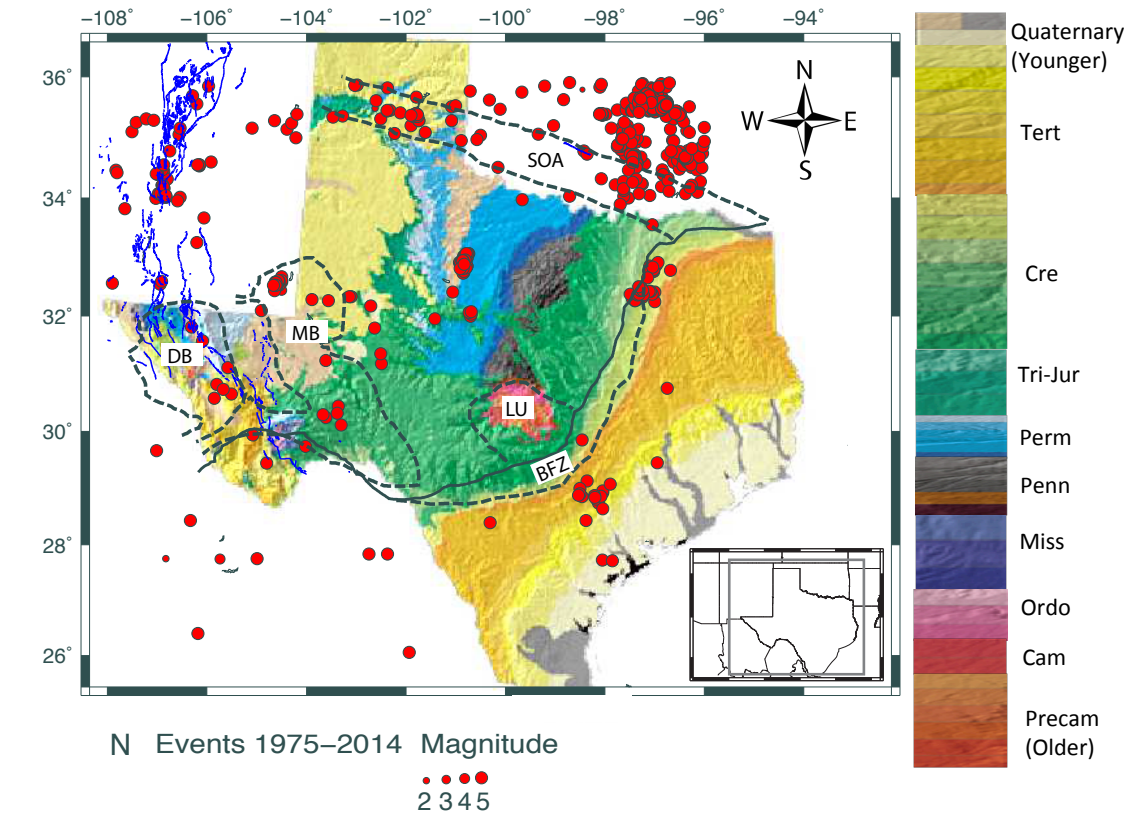 −108° −106° −104° −102° −100° −98° −96° −94°
36°
34°
32°
30°
28°
26°
N
W E
S
SOA
MB
DB
LU
BFZ
Quaternary
(Younger)
Tert
Cre
Tri-Jur
Perm
Penn
Miss
Ordo
Cam
Precam
(Older)
N Events 1975−2014 Magnitude
2 3 4 5